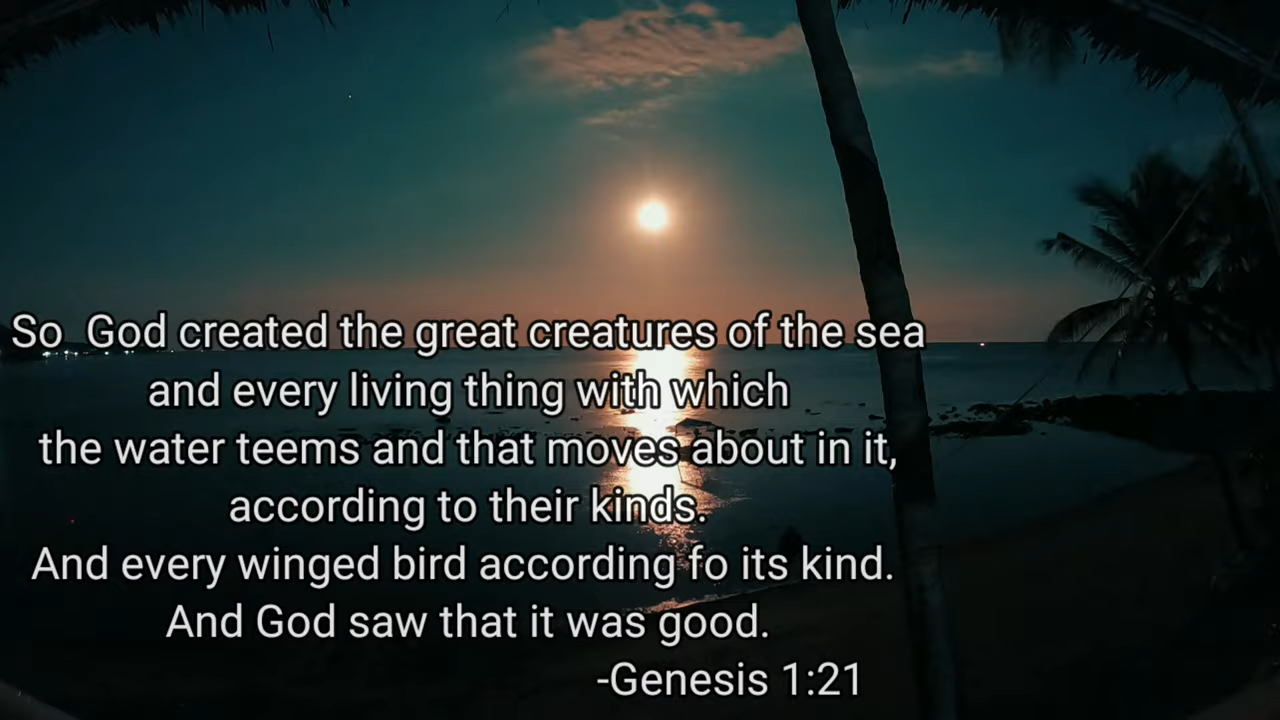 So  God created the great creatures of the sea
and every living thing with which
the water teems and that moves about in it,
according to their kinds.
And every winged bird according fo its kind.
And God saw that it was good.
-Genesis 1:21